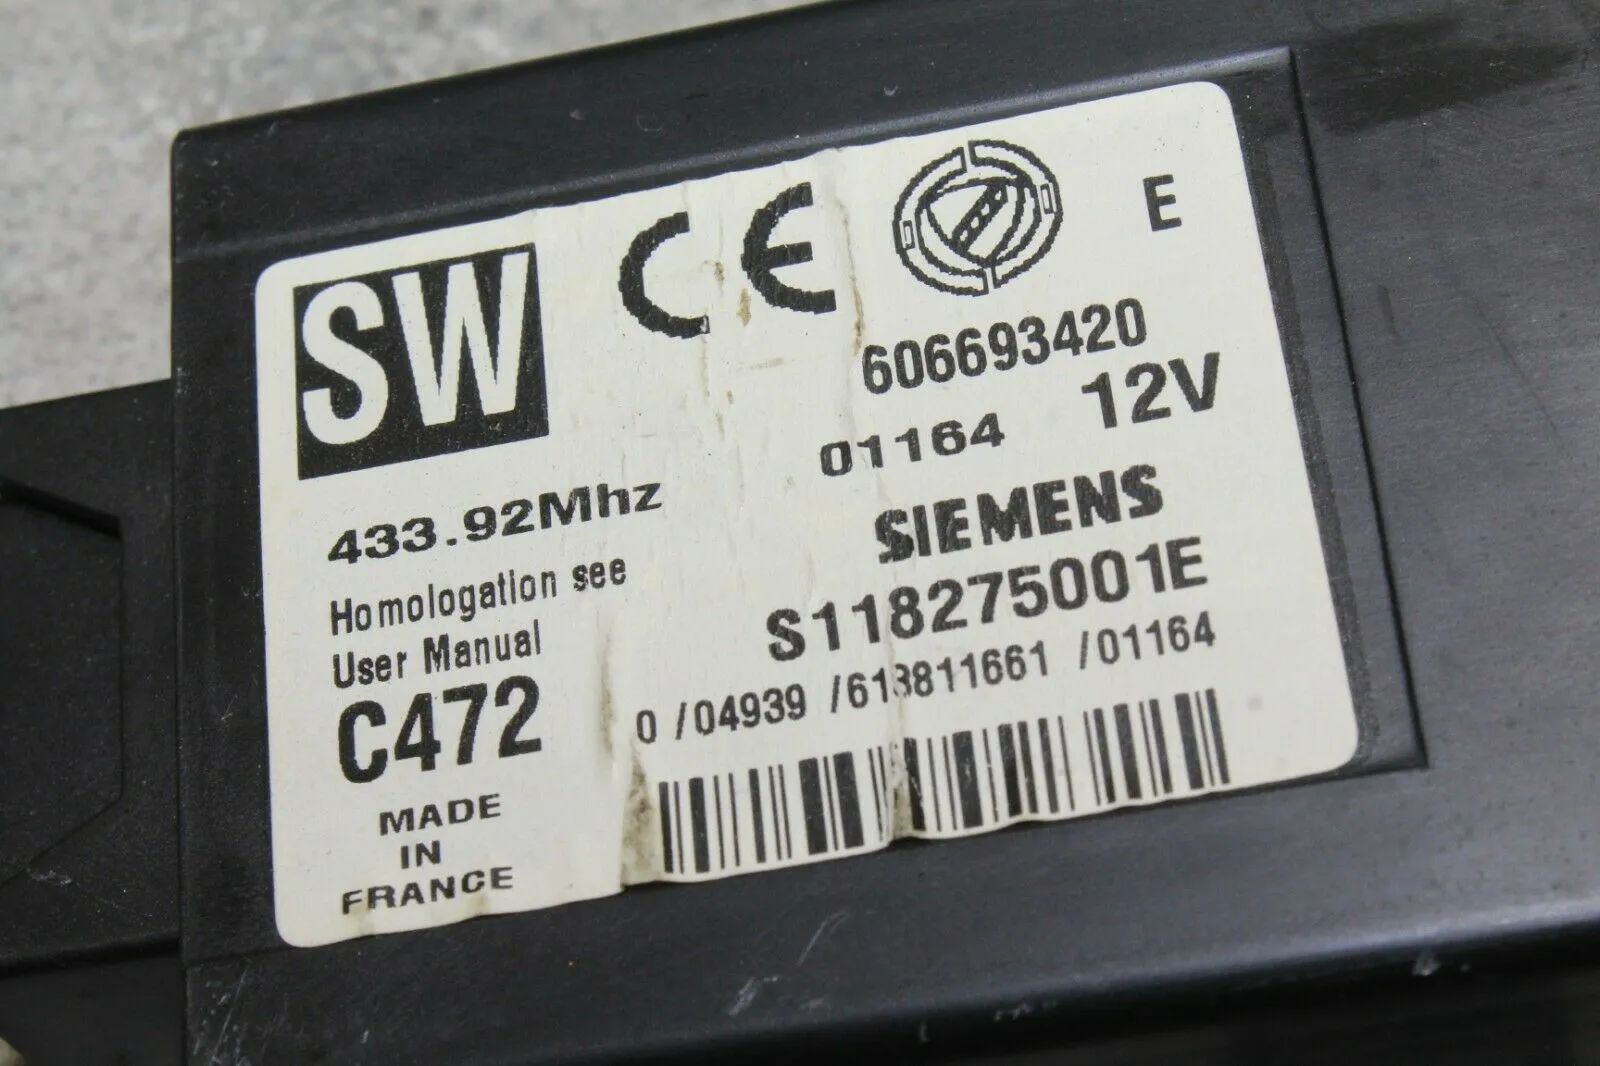 SW
CE
E
606693420
01164 12V
433.92Mhz
SIEMENS
Homologation see
User Manual
S118275001E
C472
0 /04939 /618811661 /01164
MADE
IN
FRANCE